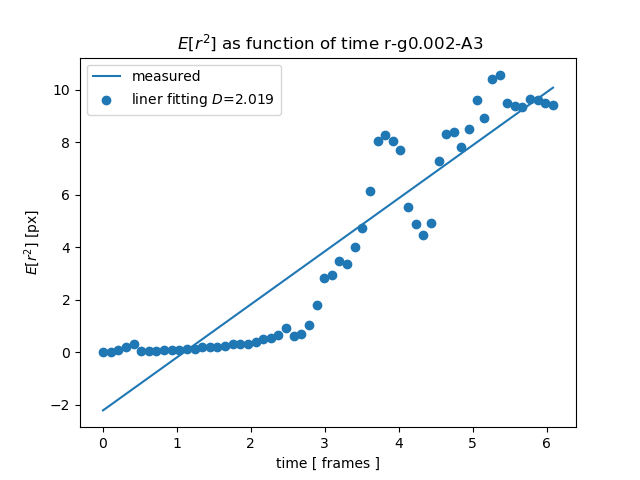 E[r²] as function of time r-g0.002-A3
measured
liner fitting D=2.019
10
8
6
4
2
0
−2
E[r²] [px]
0 1 2 3 4 5 6
time [ frames ]